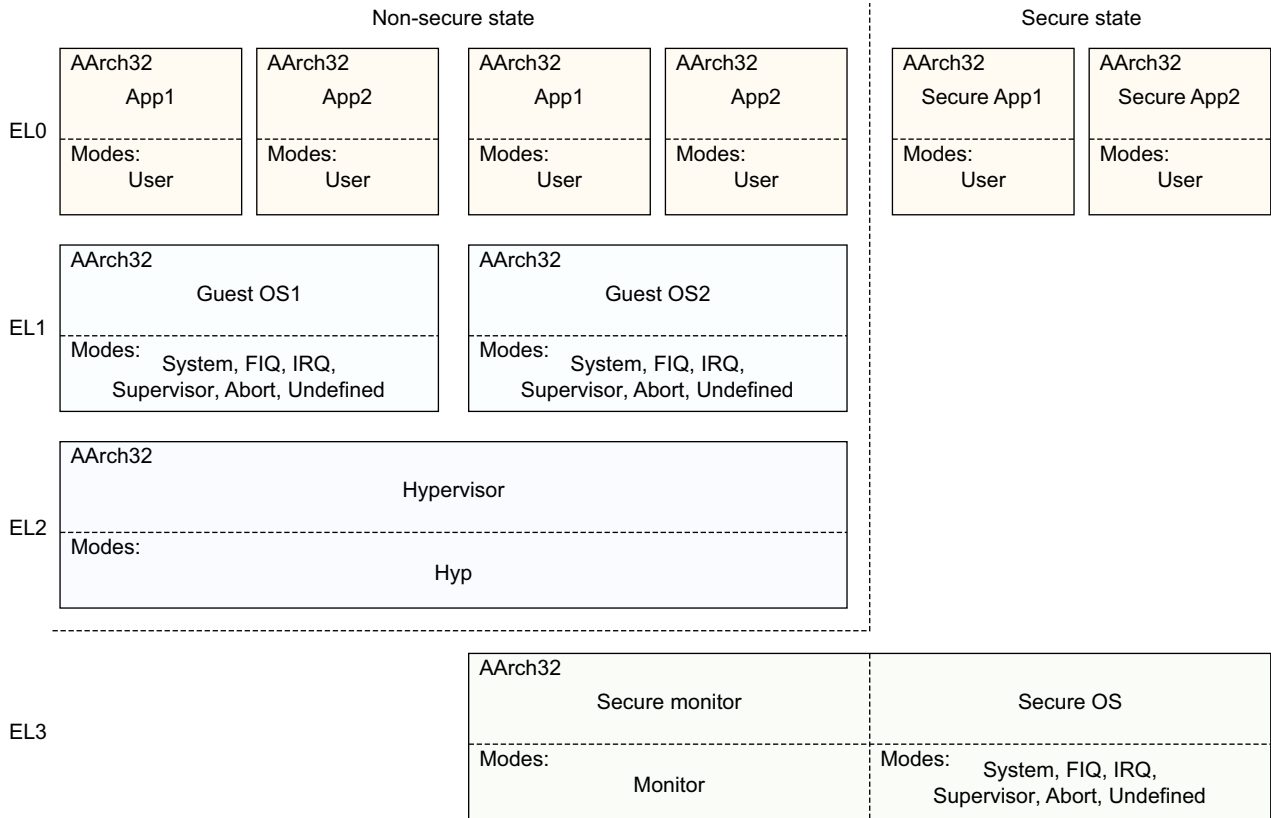 Non-secure state
Secure state
AArch32
App1
Modes:
User
AArch32
App2
Modes:
User
AArch32
App1
Modes:
User
AArch32
App2
Modes:
User
AArch32
Secure App1
Modes:
User
AArch32
Secure App2
Modes:
User
EL0
AArch32
Guest OS1
Modes:
System, FIQ, IRQ,
Supervisor, Abort, Undefined
AArch32
Guest OS2
Modes:
System, FIQ, IRQ,
Supervisor, Abort, Undefined
EL1
AArch32
Hypervisor
Modes:
Hyp
EL2
AArch32
Secure monitor
Modes:
Monitor
Secure OS
Modes:
System, FIQ, IRQ,
Supervisor, Abort, Undefined
EL3